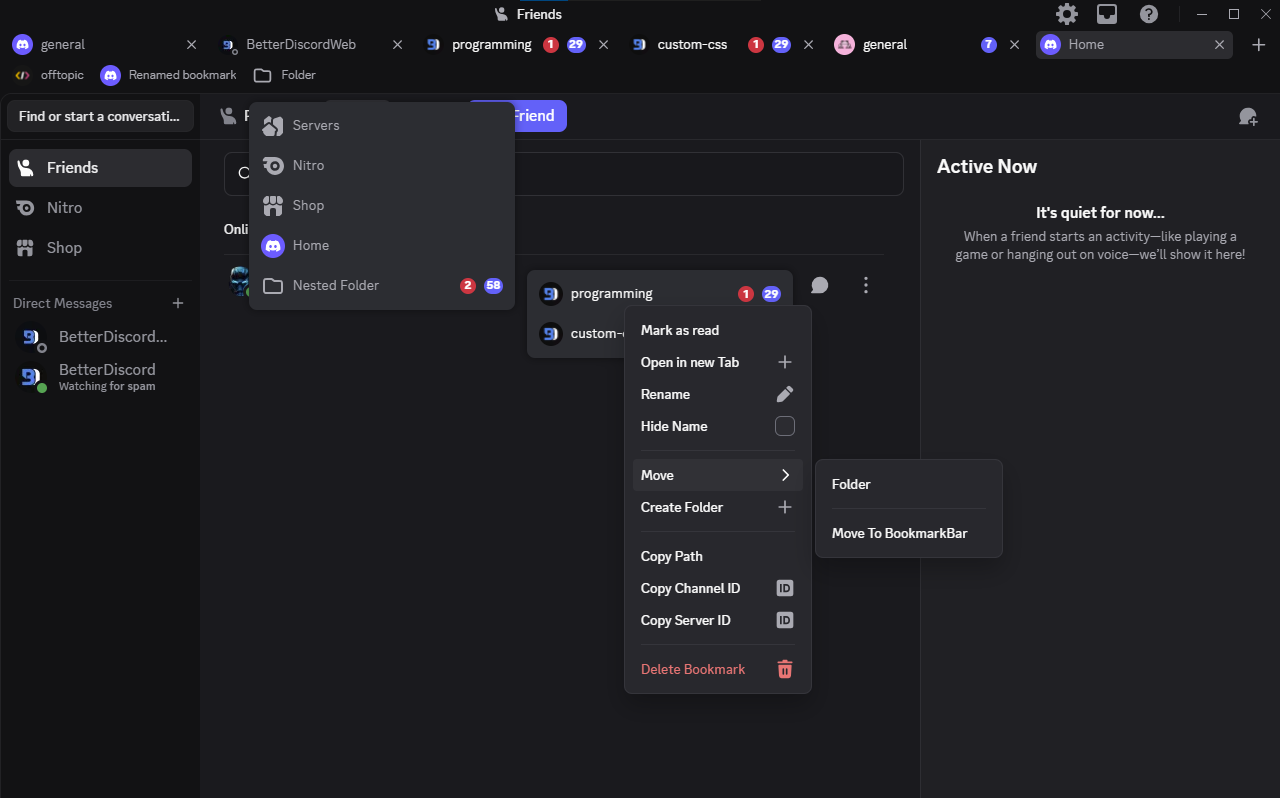 Friends
general
BetterDiscordWeb
programming 1 29
custom-css 1 29
general 7
Home
offtopic
Renamed bookmark
Folder
Find or start a conversati...
Friend
Friends
Nitro
Shop
Direct Messages
BetterDiscord...
BetterDiscord
Watching for spam
Servers
Nitro
Shop
Home
Nested Folder 2 58
Onli
programming 1 29
custom-c
Mark as read
Open in new Tab
Rename
Hide Name
Move
Create Folder
Copy Path
Copy Channel ID ID
Copy Server ID ID
Delete Bookmark
Folder
Move To BookmarkBar
Active Now
It's quiet for now...
When a friend starts an activity—like playing a
game or hanging out on voice—we'll show it here!